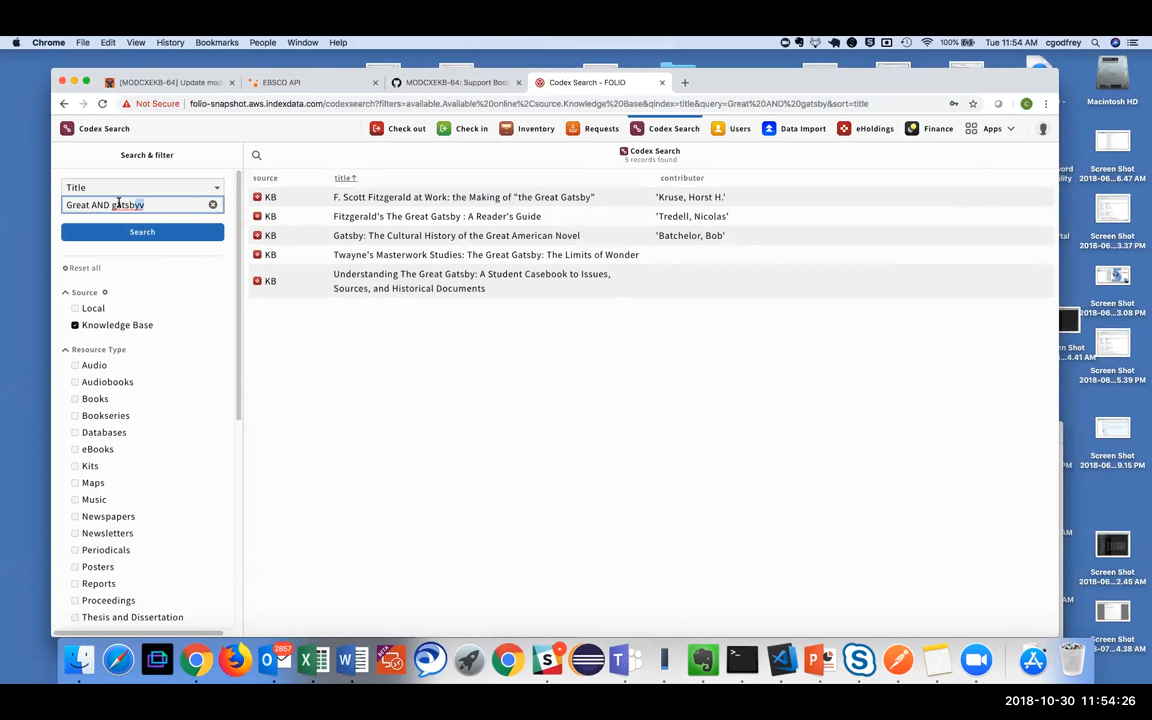 Chrome File Edit View History Bookmarks People Window Help 100% Tue 11:54 AM cgodfrey
[MODCXEKB-64] Update mod EBSCO API MODCXEKB-64: Support Boo Codex Search - FOLIO
Not Secure folio-snapshot.aws.indexdata.com/codexsearch?filters=available.Available%20online%2Csource.Knowledge%20Base&qindex=title&query=Great%20AND%20gatsby&sort=title
Macintosh HD
Codex Search Check out Check in Inventory Requests Codex Search Users Data Import eHoldings Finance Apps
Search & filter
Codex Search
5 records found
Title
Great AND gatsbyv
Search
Reset all
Source
Local
Knowledge Base
Resource Type
Audio
Audiobooks
Books
Bookseries
Databases
eBooks
Kits
Maps
Music
Newspapers
Newsletters
Periodicals
Posters
Reports
Proceedings
Thesis and Dissertation
source title contributor
KB F. Scott Fitzgerald at Work: the Making of "the Great Gatsby" 'Kruse, Horst H.'
KB Fitzgerald's The Great Gatsby : A Reader's Guide 'Tredell, Nicolas'
KB Gatsby: The Cultural History of the Great American Novel 'Batchelor, Bob'
KB Twayne's Masterwork Studies: The Great Gatsby: The Limits of Wonder
KB Understanding The Great Gatsby: A Student Casebook to Issues,
Sources, and Historical Documents
Screen Shot
2018-06...6.47 AM
Screen Shot
2018-06...3.37 PM
Screen Shot
2018-06...3.08 PM
Screen Shot
2018-06...5.39 PM
Screen Shot
2018-06...9.15 PM
Screen Shot
2018-06...2.45 AM
Screen Shot
2018-07...4.38 AM
en Shot
...4.41 AM
2857
BETA
2018-10-30 11:54:26